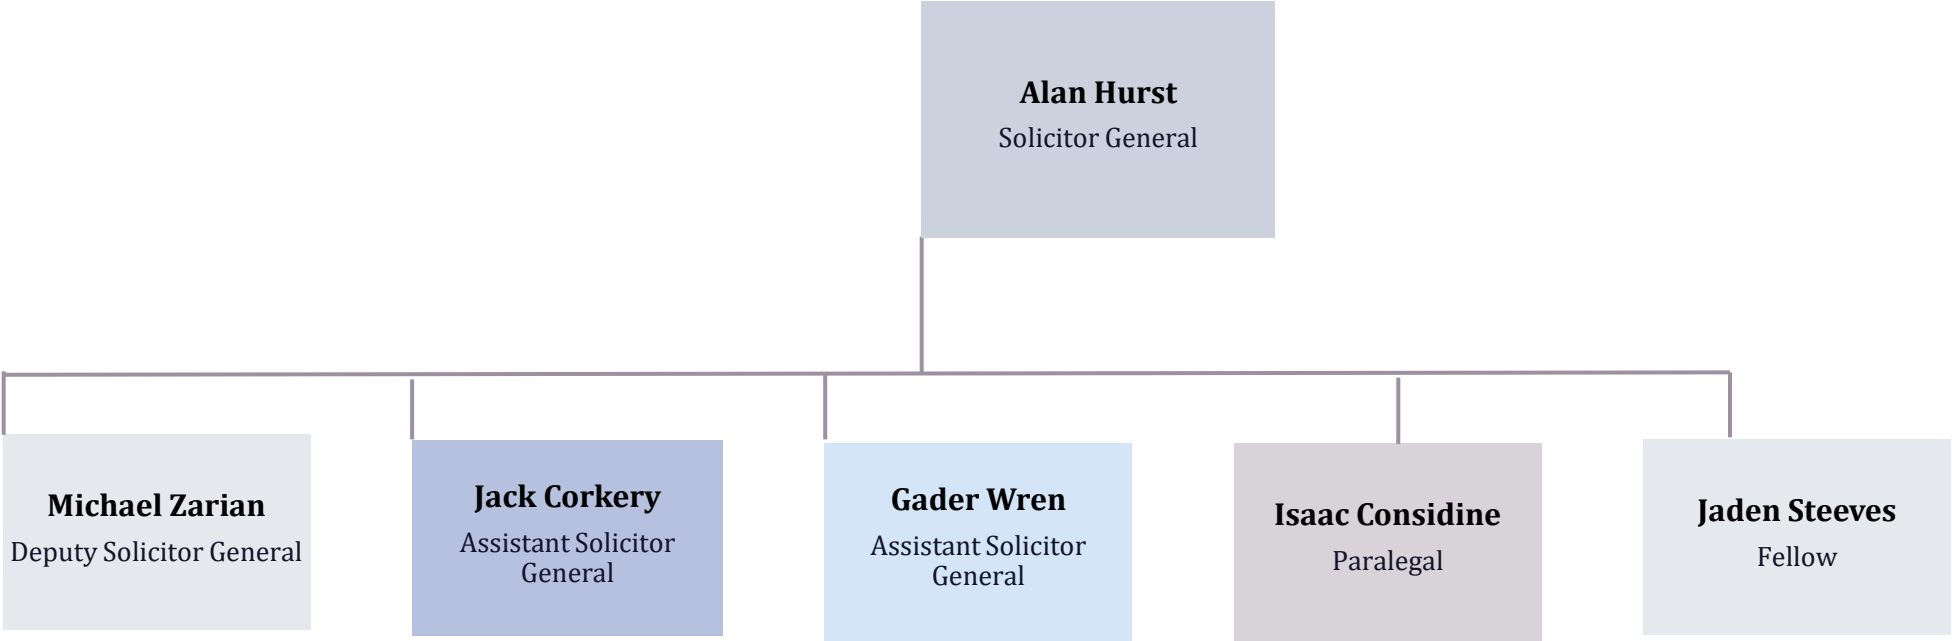 Alan Hurst
Solicitor General
Michael Zarian
Deputy Solicitor General
Jack Corkery
Assistant Solicitor
General
Gader Wren
Assistant Solicitor
General
Isaac Considine
Paralegal
Jaden Steeves
Fellow